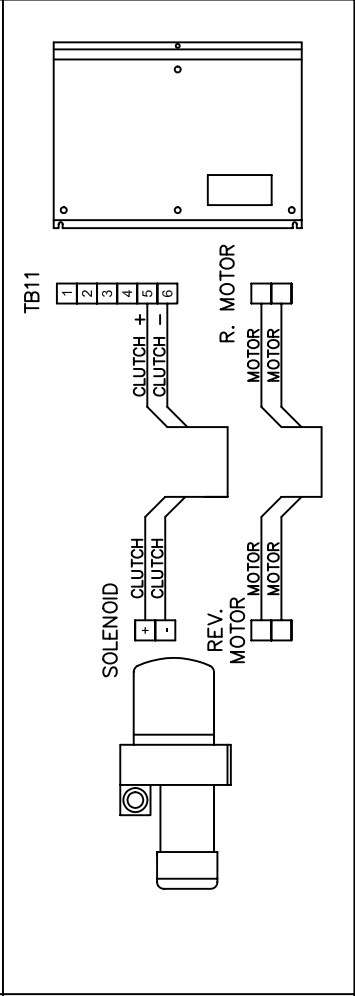 TB11
1
2
3
4
5
6
CLUTCH +
CLUTCH -
R. MOTOR
MOTOR
MOTOR
SOLENOID
+
-
CLUTCH
CLUTCH
REV.
MOTOR
MOTOR
MOTOR